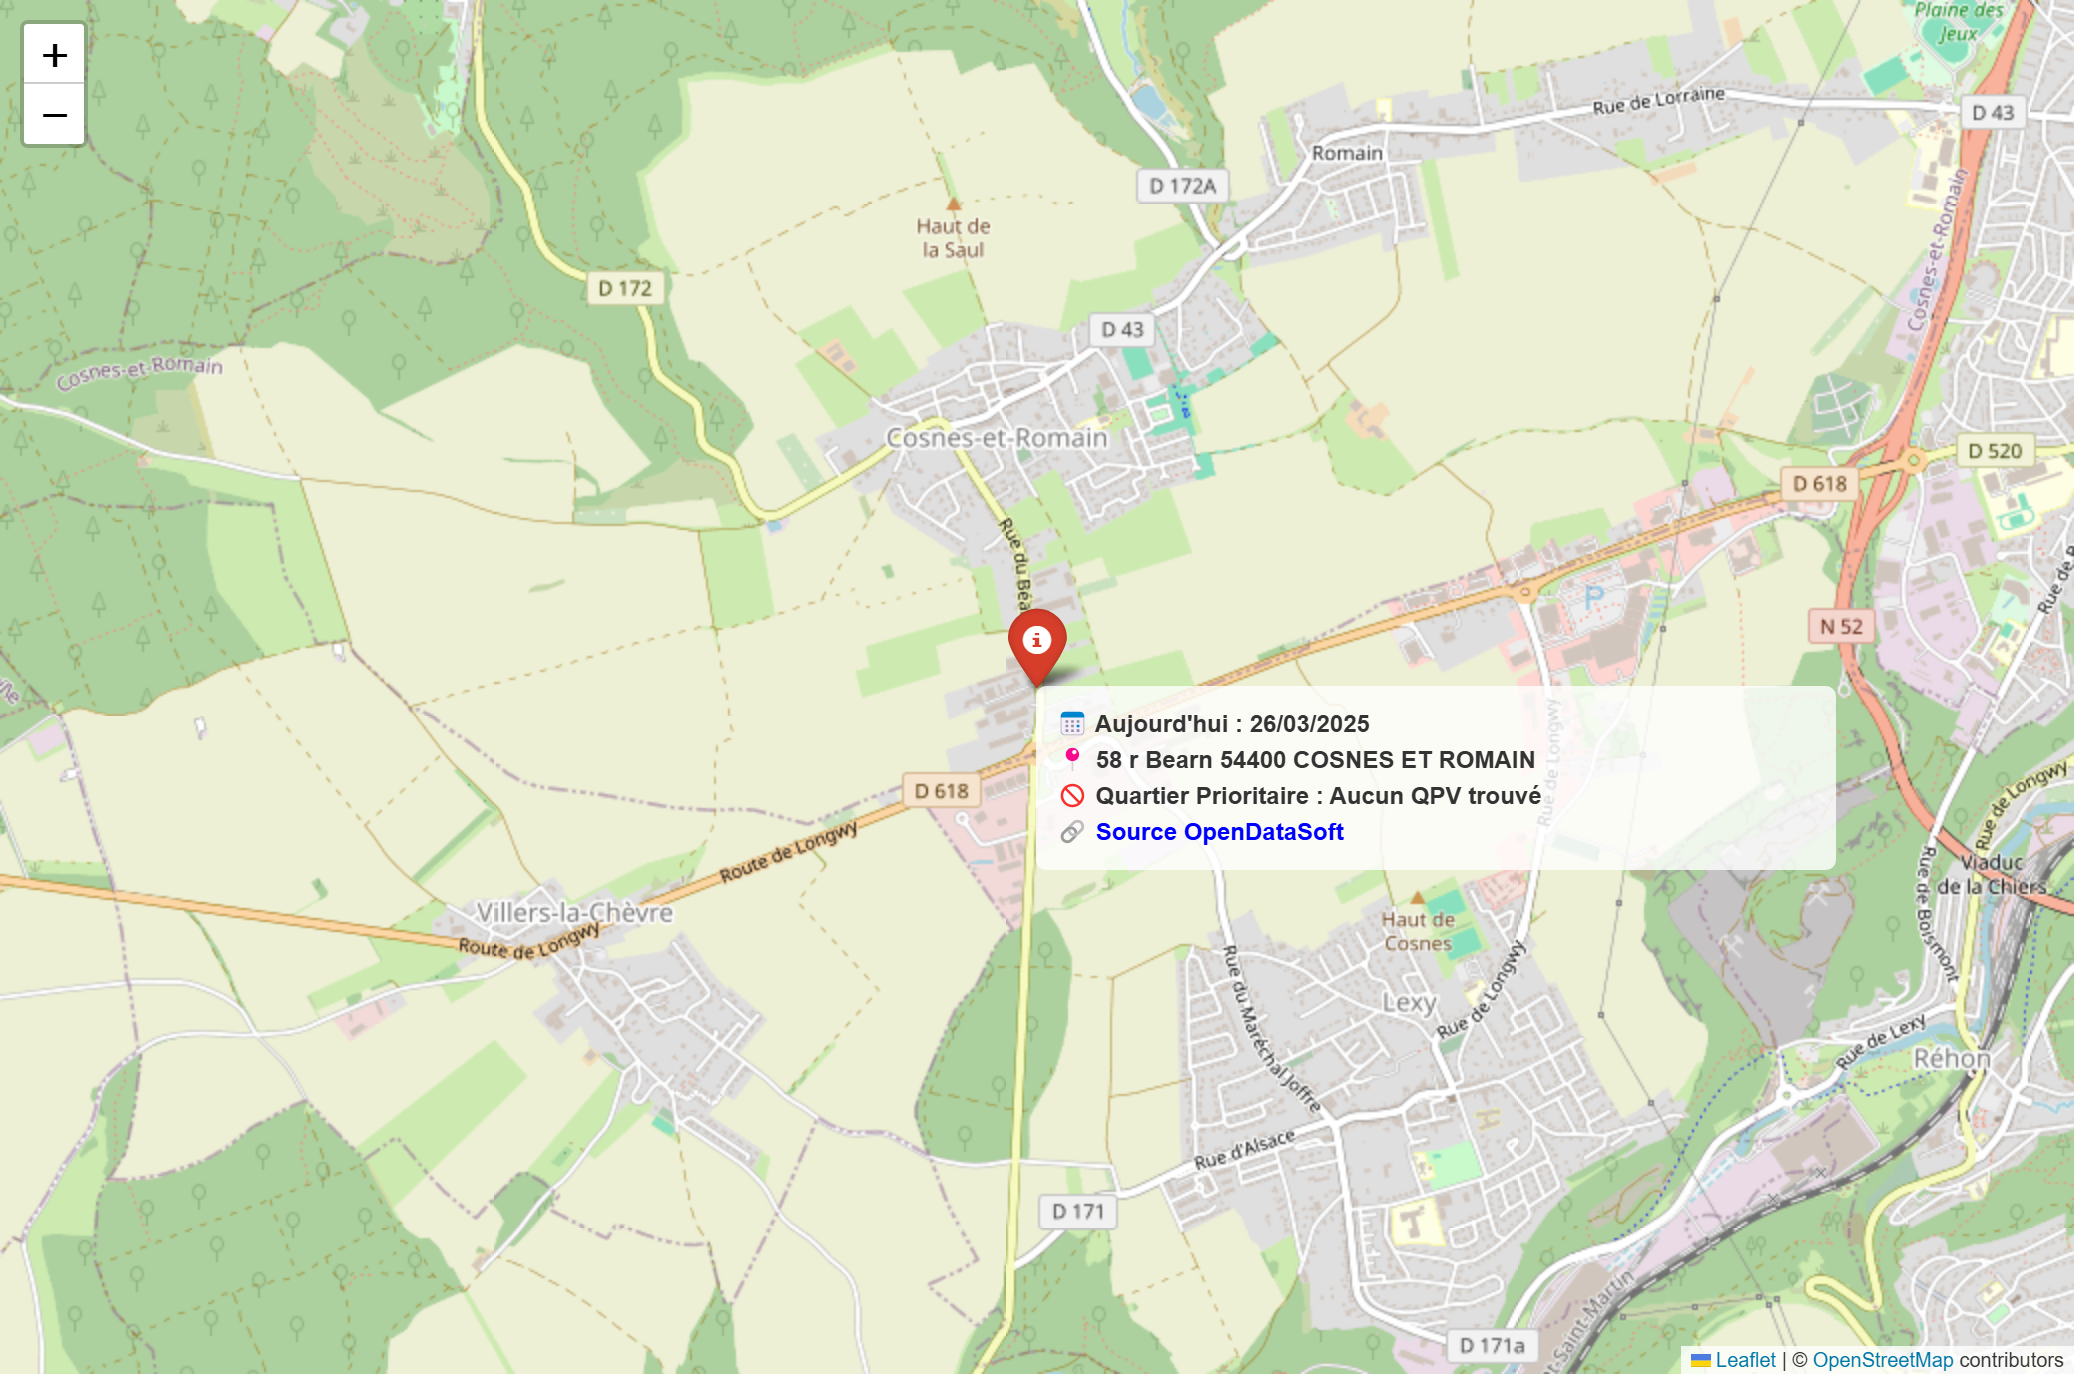 +
−
Plaine des
Jeux
Rue de Lorraine
D 43
Romain
D 172A
Cosnes-et-Romain
Haut de
la Saul
D 172
D 43
Cosnes-et-Romain
Cosnes-et-Romain
D 520
D 618
Rue du Béa
P
N 52
Rue de
Aujourd'hui : 26/03/2025
58 r Bearn 54400 COSNES ET ROMAIN
Quartier Prioritaire : Aucun QPV trouvé
Source OpenDataSoft
Rue de Longwy
D 618
Route de Longwy
Rue de Longwy
Viaduc
de la Chiers
Rue de Boismont
Villers-la-Chèvre
Route de Longwy
Haut de
Cosnes
Lexy
Rue de Longwy
Rue du Maréchal Joffre
Rue de Lexy
Réhon
Rue d'Alsace
D 171
D 171a
t-Saint-Martin
Leaflet | © OpenStreetMap contributors